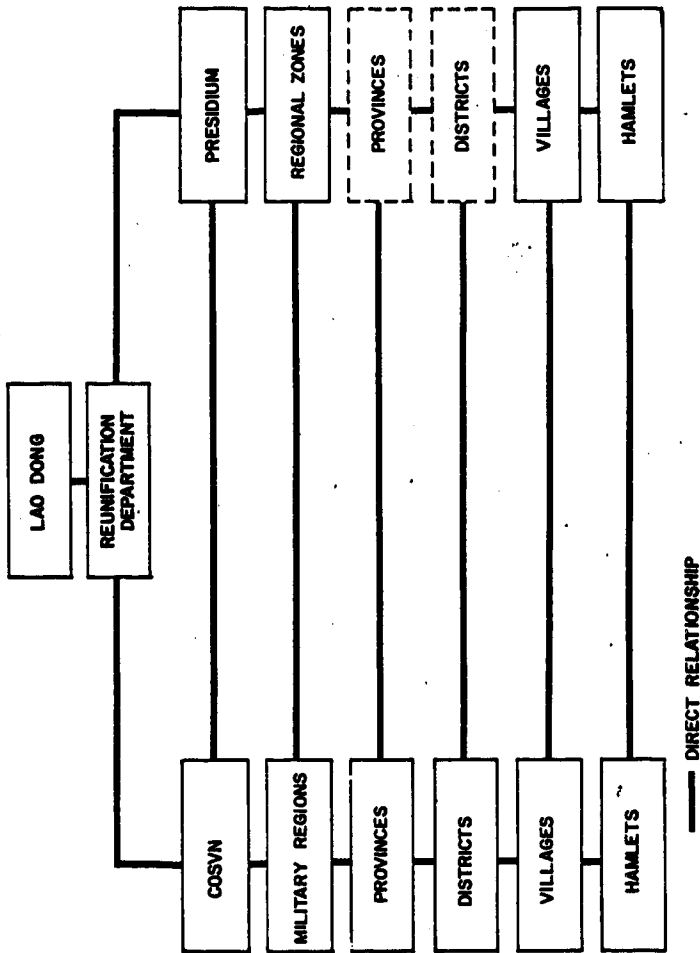 LAO DONG
REUNIFICATION
DEPARTMENT
COSVN
PRESIDIUM
MILITARY REGIONS
REGIONAL ZONES
PROVINCES
PROVINCES
DISTRICTS
DISTRICTS
VILLAGES
VILLAGES
HAMLETS
HAMLETS
DIRECT RELATIONSHIP